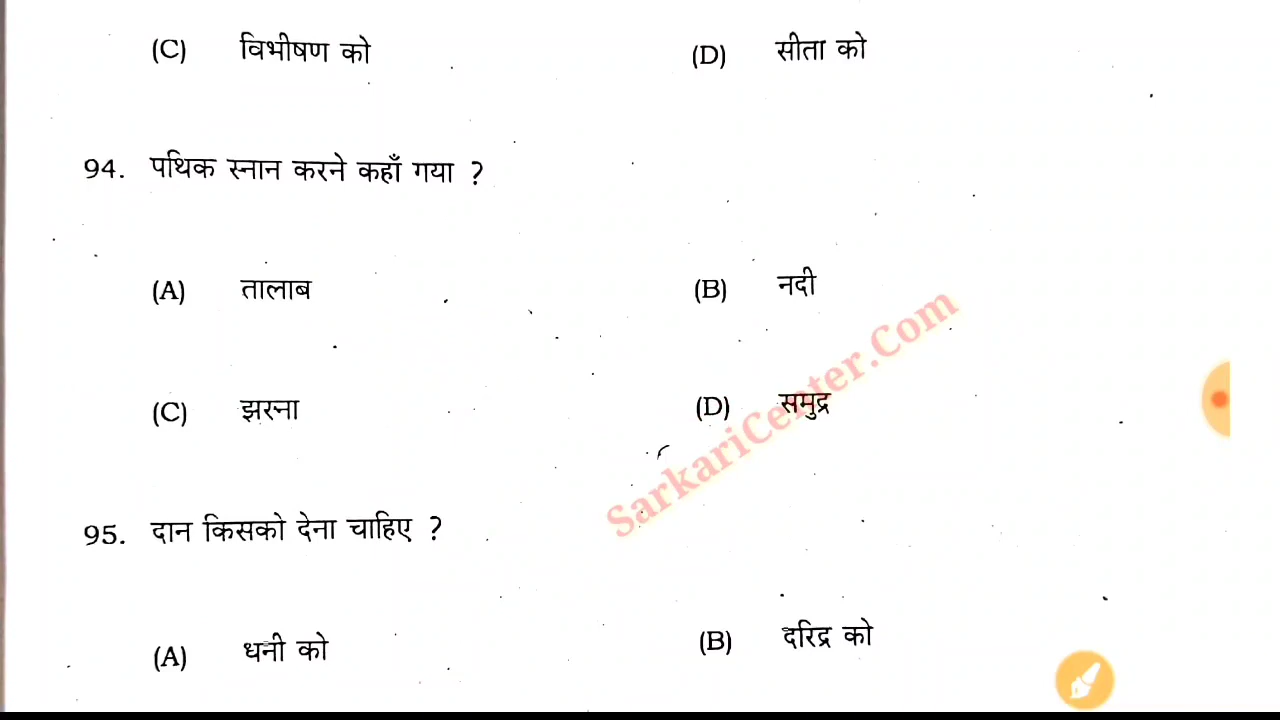 (C) विभीषण को (D) सीता को
94. पथिक स्नान करने कहाँ गया ?
(A) तालाब (B) नदी
(C) झरना (D) समुद्र
SarkariCenter.Com
95. दान किसको देना चाहिए ?
(A) धनी को (B) दरिद्र को